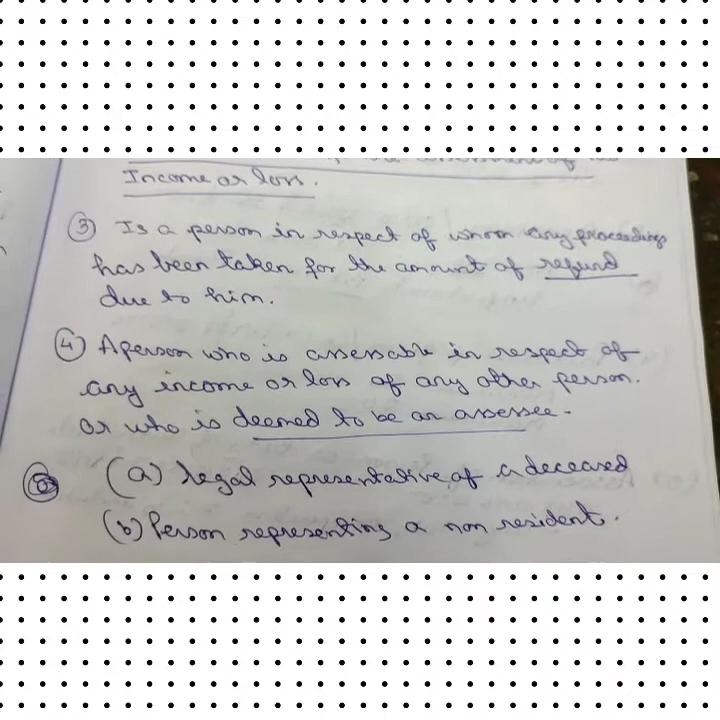 assessment of
Income or loss.
③ Is a person in respect of whom any proceedings
has been taken for the amount of refund
due to him.
④ A person who is assessable in respect of
any income or loss of any other person.
or who is deemed to be an assessee.
(a) legal representative of a deceased
(b) Person representing a non resident.